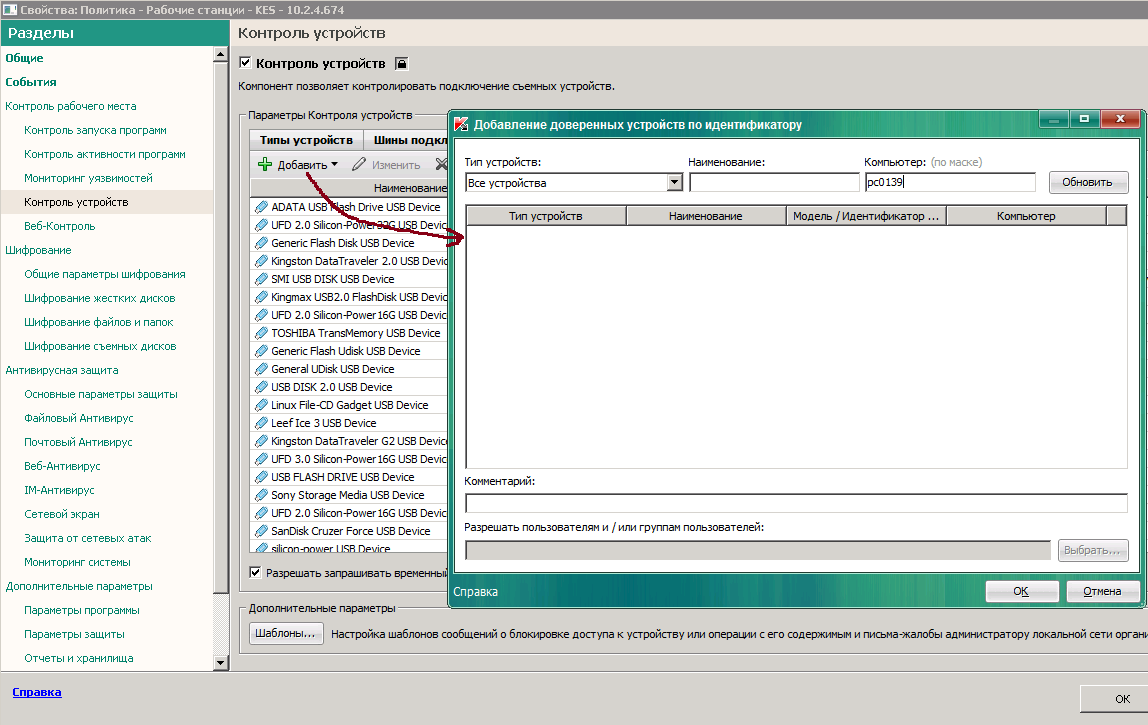 Свойства: Политика - Рабочие станции - KES - 10.2.4.674
Разделы
Общие
События
Контроль рабочего места
Контроль запуска программ
Контроль активности программ
Мониторинг уязвимостей
Контроль устройств
Веб-Контроль
Шифрование
Общие параметры шифрования
Шифрование жестких дисков
Шифрование файлов и папок
Шифрование съемных дисков
Антивирусная защита
Основные параметры защиты
Файловый Антивирус
Почтовый Антивирус
Веб-Антивирус
IM-Антивирус
Сетевой экран
Защита от сетевых атак
Мониторинг системы
Дополнительные параметры
Параметры программы
Параметры защиты
Отчеты и хранилища
Справка
Контроль устройств
Контроль устройств
Компонент позволяет контролировать подключение съемных устройств.
Параметры Контроля устройств
Типы устройств Шины подкл
Добавить Изменить
Наименование
ADATA USB Flash Drive USB Device
UFD 2.0 Silicon-Power32G USB Device
Generic Flash Disk USB Device
Kingston DataTraveler 2.0 USB Devic
SMI USB DISK USB Device
Kingmax USB2.0 FlashDisk USB Devic
UFD 2.0 Silicon-Power16G USB Device
TOSHIBA TransMemory USB Device
Generic Flash Udisk USB Device
General UDisk USB Device
USB DISK 2.0 USB Device
Linux File-CD Gadget USB Device
Leef Ice 3 USB Device
Kingston DataTraveler G2 USB Devic
UFD 3.0 Silicon-Power16G USB Device
USB FLASH DRIVE USB Device
Sony Storage Media USB Device
UFD 2.0 Silicon-Power16G USB Device
SanDisk Cruzer Force USB Device
silicon-power USB Device
Разрешать запрашивать временный
Дополнительные параметры
Шаблоны... Настройка шаблонов сообщений о блокировке доступа к устройству или операции с его содержимым и письма-жалобы администратору локальной сети органи
OK
Добавление доверенных устройств по идентификатору
Тип устройств: Наименование: Компьютер: (по маске)
Все устройства pc0139 Обновить
Тип устройств Наименование Модель / Идентификатор ... Компьютер
Комментарий:
Разрешать пользователям и / или группам пользователей:
Выбрать...
Справка OK Отмена